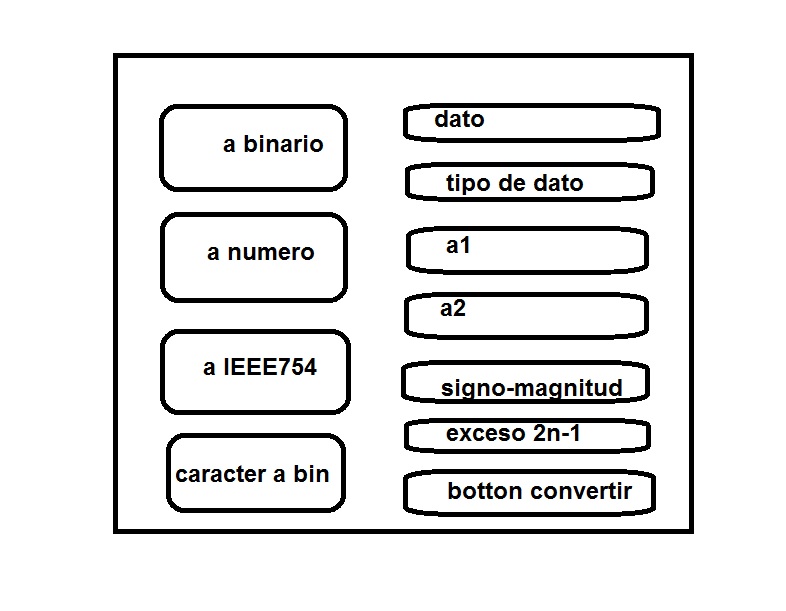 a binario
a numero
a IEEE754
caracter a bin
dato
tipo de dato
a1
a2
signo-magnitud
exceso 2n-1
botton convertir